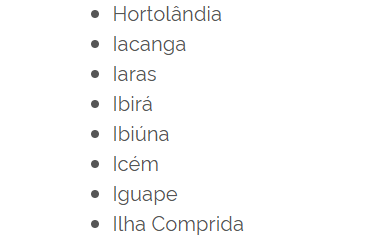 Hortolândia
Iacanga
Iaras
Ibirá
Ibiúna
Icém
Iguape
Ilha Comprida